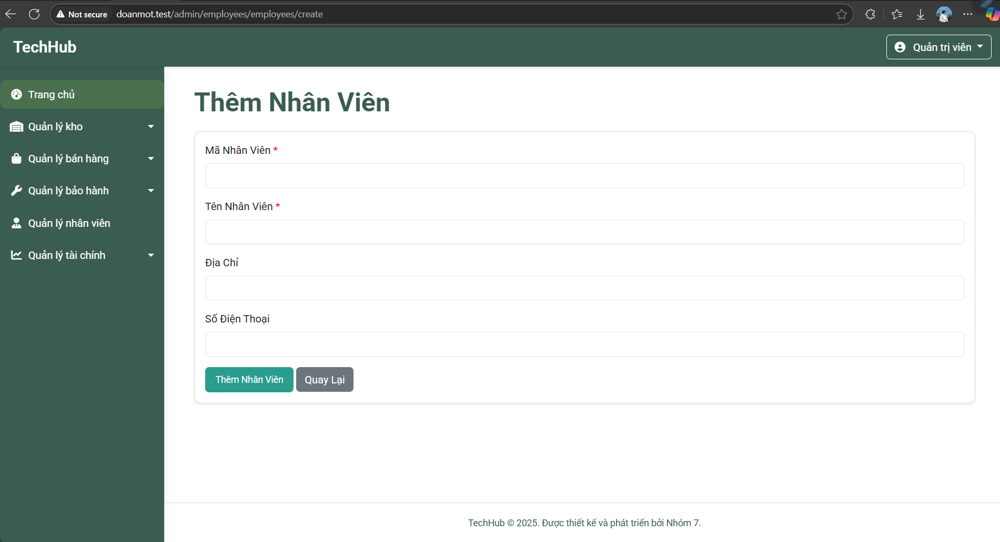 Not secure doanmot.test/admin/employees/employees/create
TechHub
Quản trị viên
Trang chủ
Quản lý kho
Quản lý bán hàng
Quản lý bảo hành
Quản lý nhân viên
Quản lý tài chính
Thêm Nhân Viên
Mã Nhân Viên *
Tên Nhân Viên *
Địa Chỉ
Số Điện Thoại
Thêm Nhân Viên Quay Lại
TechHub © 2025. Được thiết kế và phát triển bởi Nhóm 7.